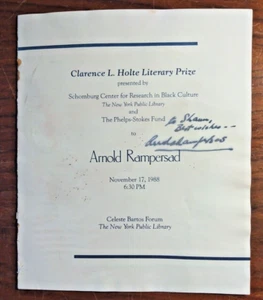 Clarence L. Holte Literary Prize
presented by
Schomburg Center for Research in Black Culture
The New York Public Library
and
The Phelps-Stokes Fund
to
Arnold Rampersad
to Shawn,
Best wishes --
November 17, 1988
6:30 PM
Celeste Bartos Forum
The New York Public Library